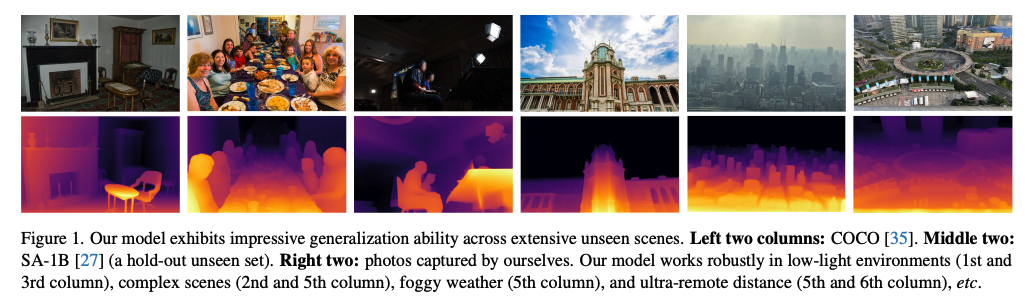 Figure 1. Our model exhibits impressive generalization ability across extensive unseen scenes. Left two columns: COCO [35]. Middle two:
SA-1B [27] (a hold-out unseen set). Right two: photos captured by ourselves. Our model works robustly in low-light environments (1st and
3rd column), complex scenes (2nd and 5th column), foggy weather (5th column), and ultra-remote distance (5th and 6th column), etc.